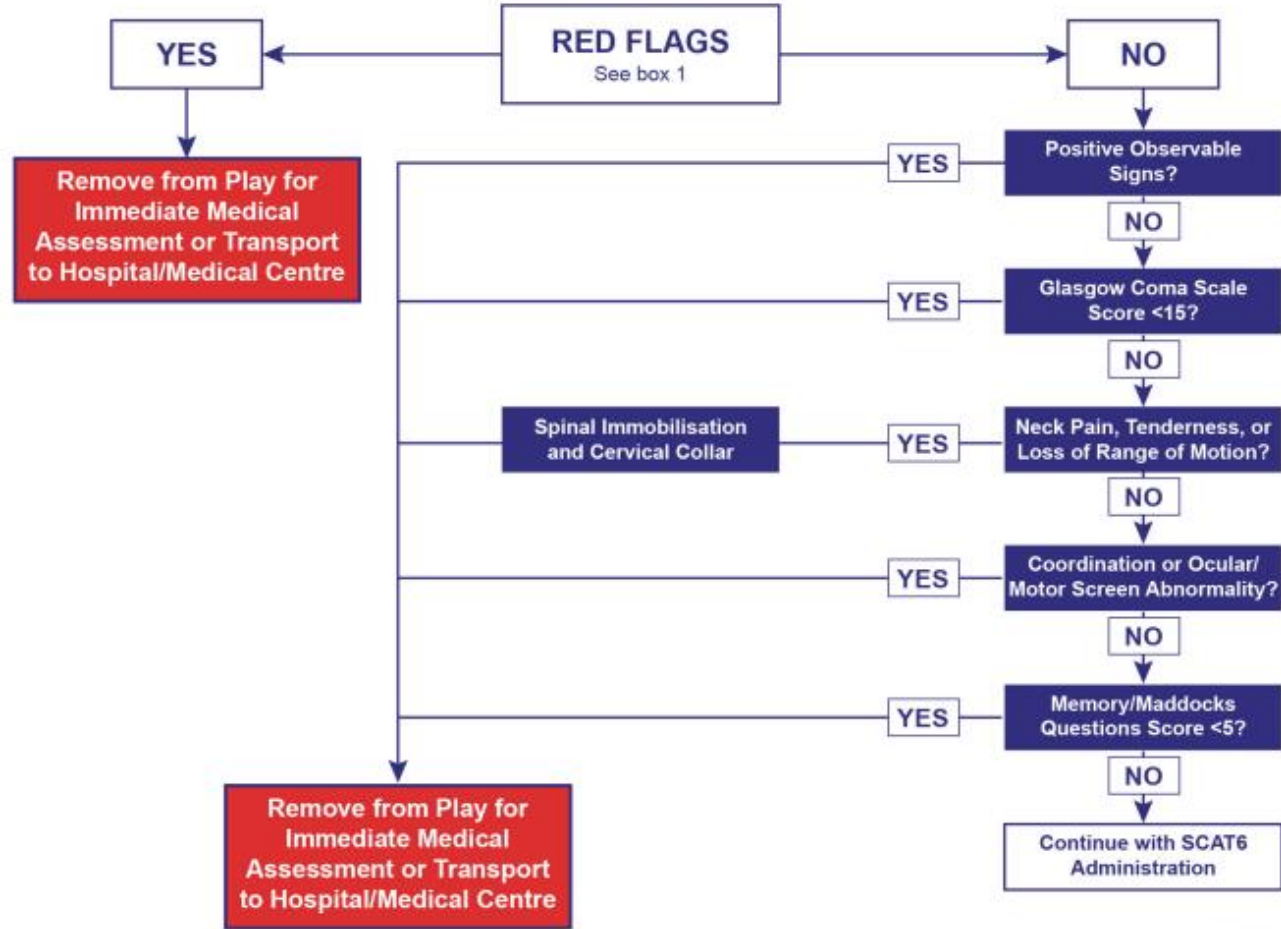 YES
RED FLAGS
See box 1
NO
Remove from Play for
Immediate Medical
Assessment or Transport
to Hospital/Medical Centre
YES
Positive Observable
Signs?
NO
YES
Glasgow Coma Scale
Score <15?
NO
Spinal Immobilisation
and Cervical Collar
YES
Neck Pain, Tenderness, or
Loss of Range of Motion?
NO
YES
Coordination or Ocular/
Motor Screen Abnormality?
NO
YES
Memory/Maddocks
Questions Score <5?
NO
Remove from Play for
Immediate Medical
Assessment or Transport
to Hospital/Medical Centre
Continue with SCAT6
Administration